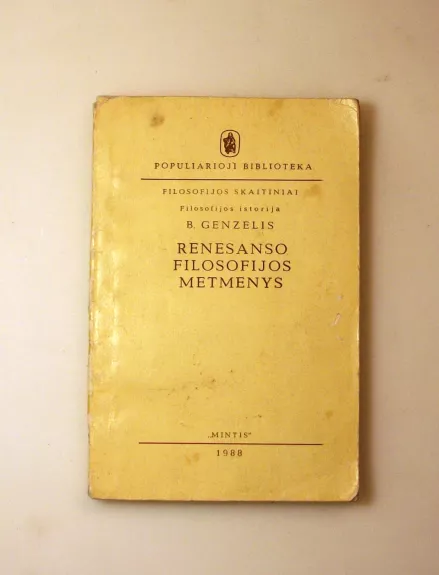 POPULIARIOJI BIBLIOTEKA
FILOSOFIJOS SKAITINIAI
Filosofijos istorija
B. GENZELIS
RENESANSO
FILOSOFIJOS
METMENYS
„MINTIS“
1988